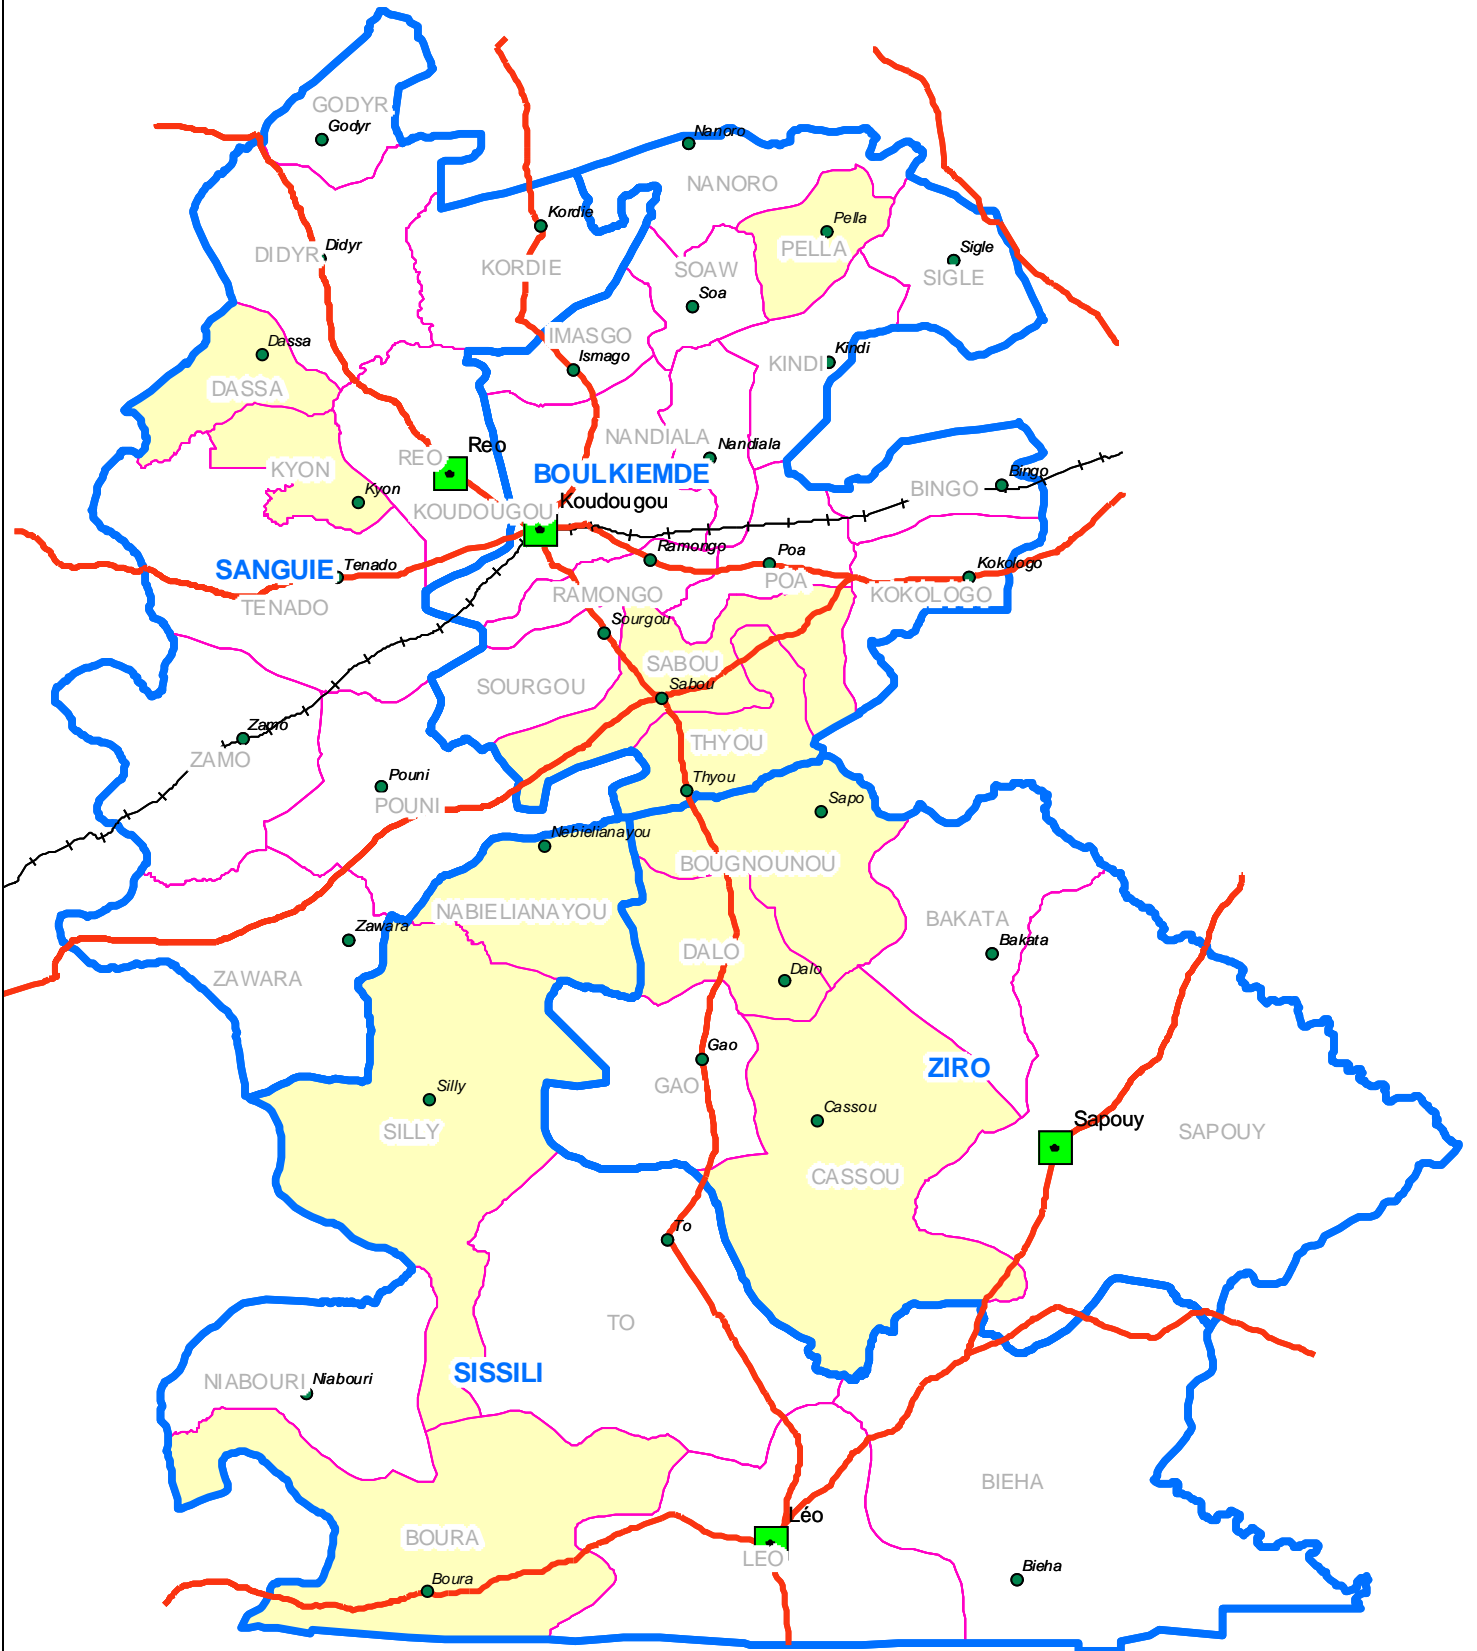 GODYR
Godyr
Nanoro
NANORO
Kordie
Pella
PELLA
DIDYR
Didyr
KORDIE
SOAW
Sigle
SIGLE
Soa
IMASGO
Ismago
Dassa
DASSA
KINDI
Kindi
NANDIALA
Nandiala
REO
Reo
BOULKIEMDE
KYON
Kyon
Bingo
BINGO
KOUDOUGOU
Koudougou
Ramongo
Poa
POA
SANGUIE
Tenado
TENADO
Kokologo
KOKOLOGO
RAMONGO
Sourgou
SABOU
Sabou
SOURGOU
Zamo
ZAMO
THYOU
Thyou
Pouni
POUNI
Sapo
Nebielianayou
BOUGNOUNOU
NABIELIANAYOU
BAKATA
Bakata
Zawara
ZAWARA
DALO
Dalo
Gao
GAO
ZIRO
Silly
SILLY
Cassou
CASSOU
Sapouy
SAPOUY
To
TO
SISSILI
NIABOURI
Niabouri
BIEHA
Léo
LEO
BOURA
Boura
Bieha